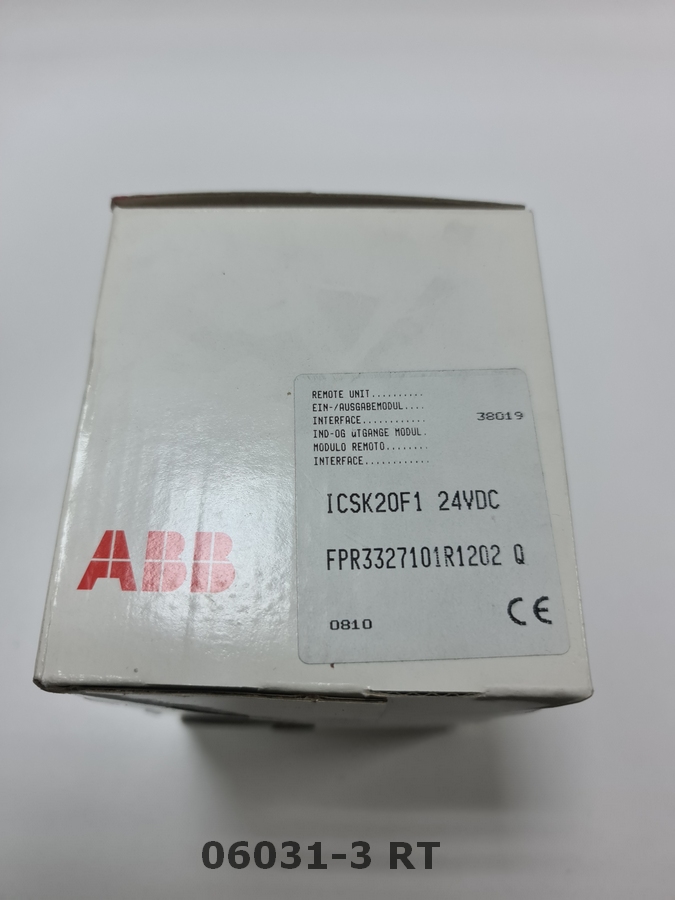 REMOTE UNIT..........
EIN-/AUSGABEMODUL....
INTERFACE............
38019
IND-OG üTGANGE MODUL.
MODULO REMOTO........
INTERFACE............
ICSK20F1 24VDC
ABB
FPR3327101R1202 Q
0810
CE
06031-3 RT